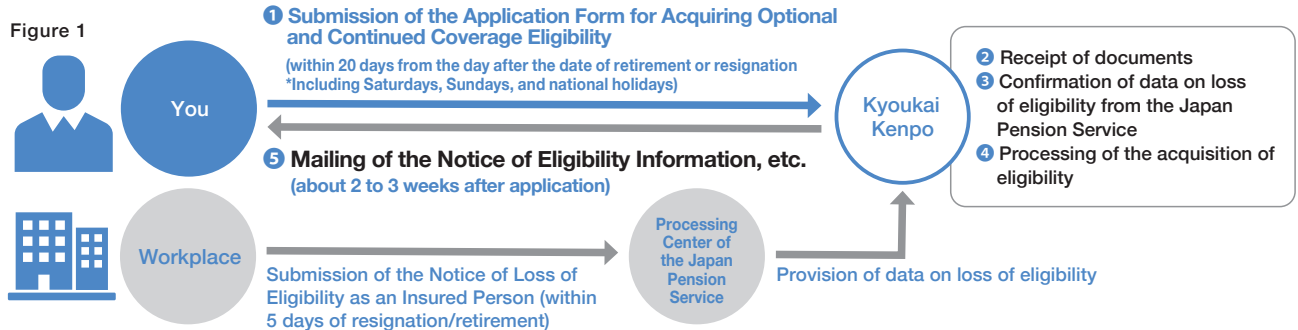 Figure 1
❶ Submission of the Application Form for Acquiring Optional
and Continued Coverage Eligibility
(within 20 days from the day after the date of retirement or resignation
*Including Saturdays, Sundays, and national holidays)
You
Kyoukai
Kenpo
❷ Receipt of documents
❸ Confirmation of data on loss
of eligibility from the Japan
Pension Service
❹ Processing of the acquisition of
eligibility
❺ Mailing of the Notice of Eligibility Information, etc.
(about 2 to 3 weeks after application)
Workplace
Submission of the Notice of Loss of
Eligibility as an Insured Person (within
5 days of resignation/retirement)
Processing
Center of
the Japan
Pension
Service
Provision of data on loss of eligibility